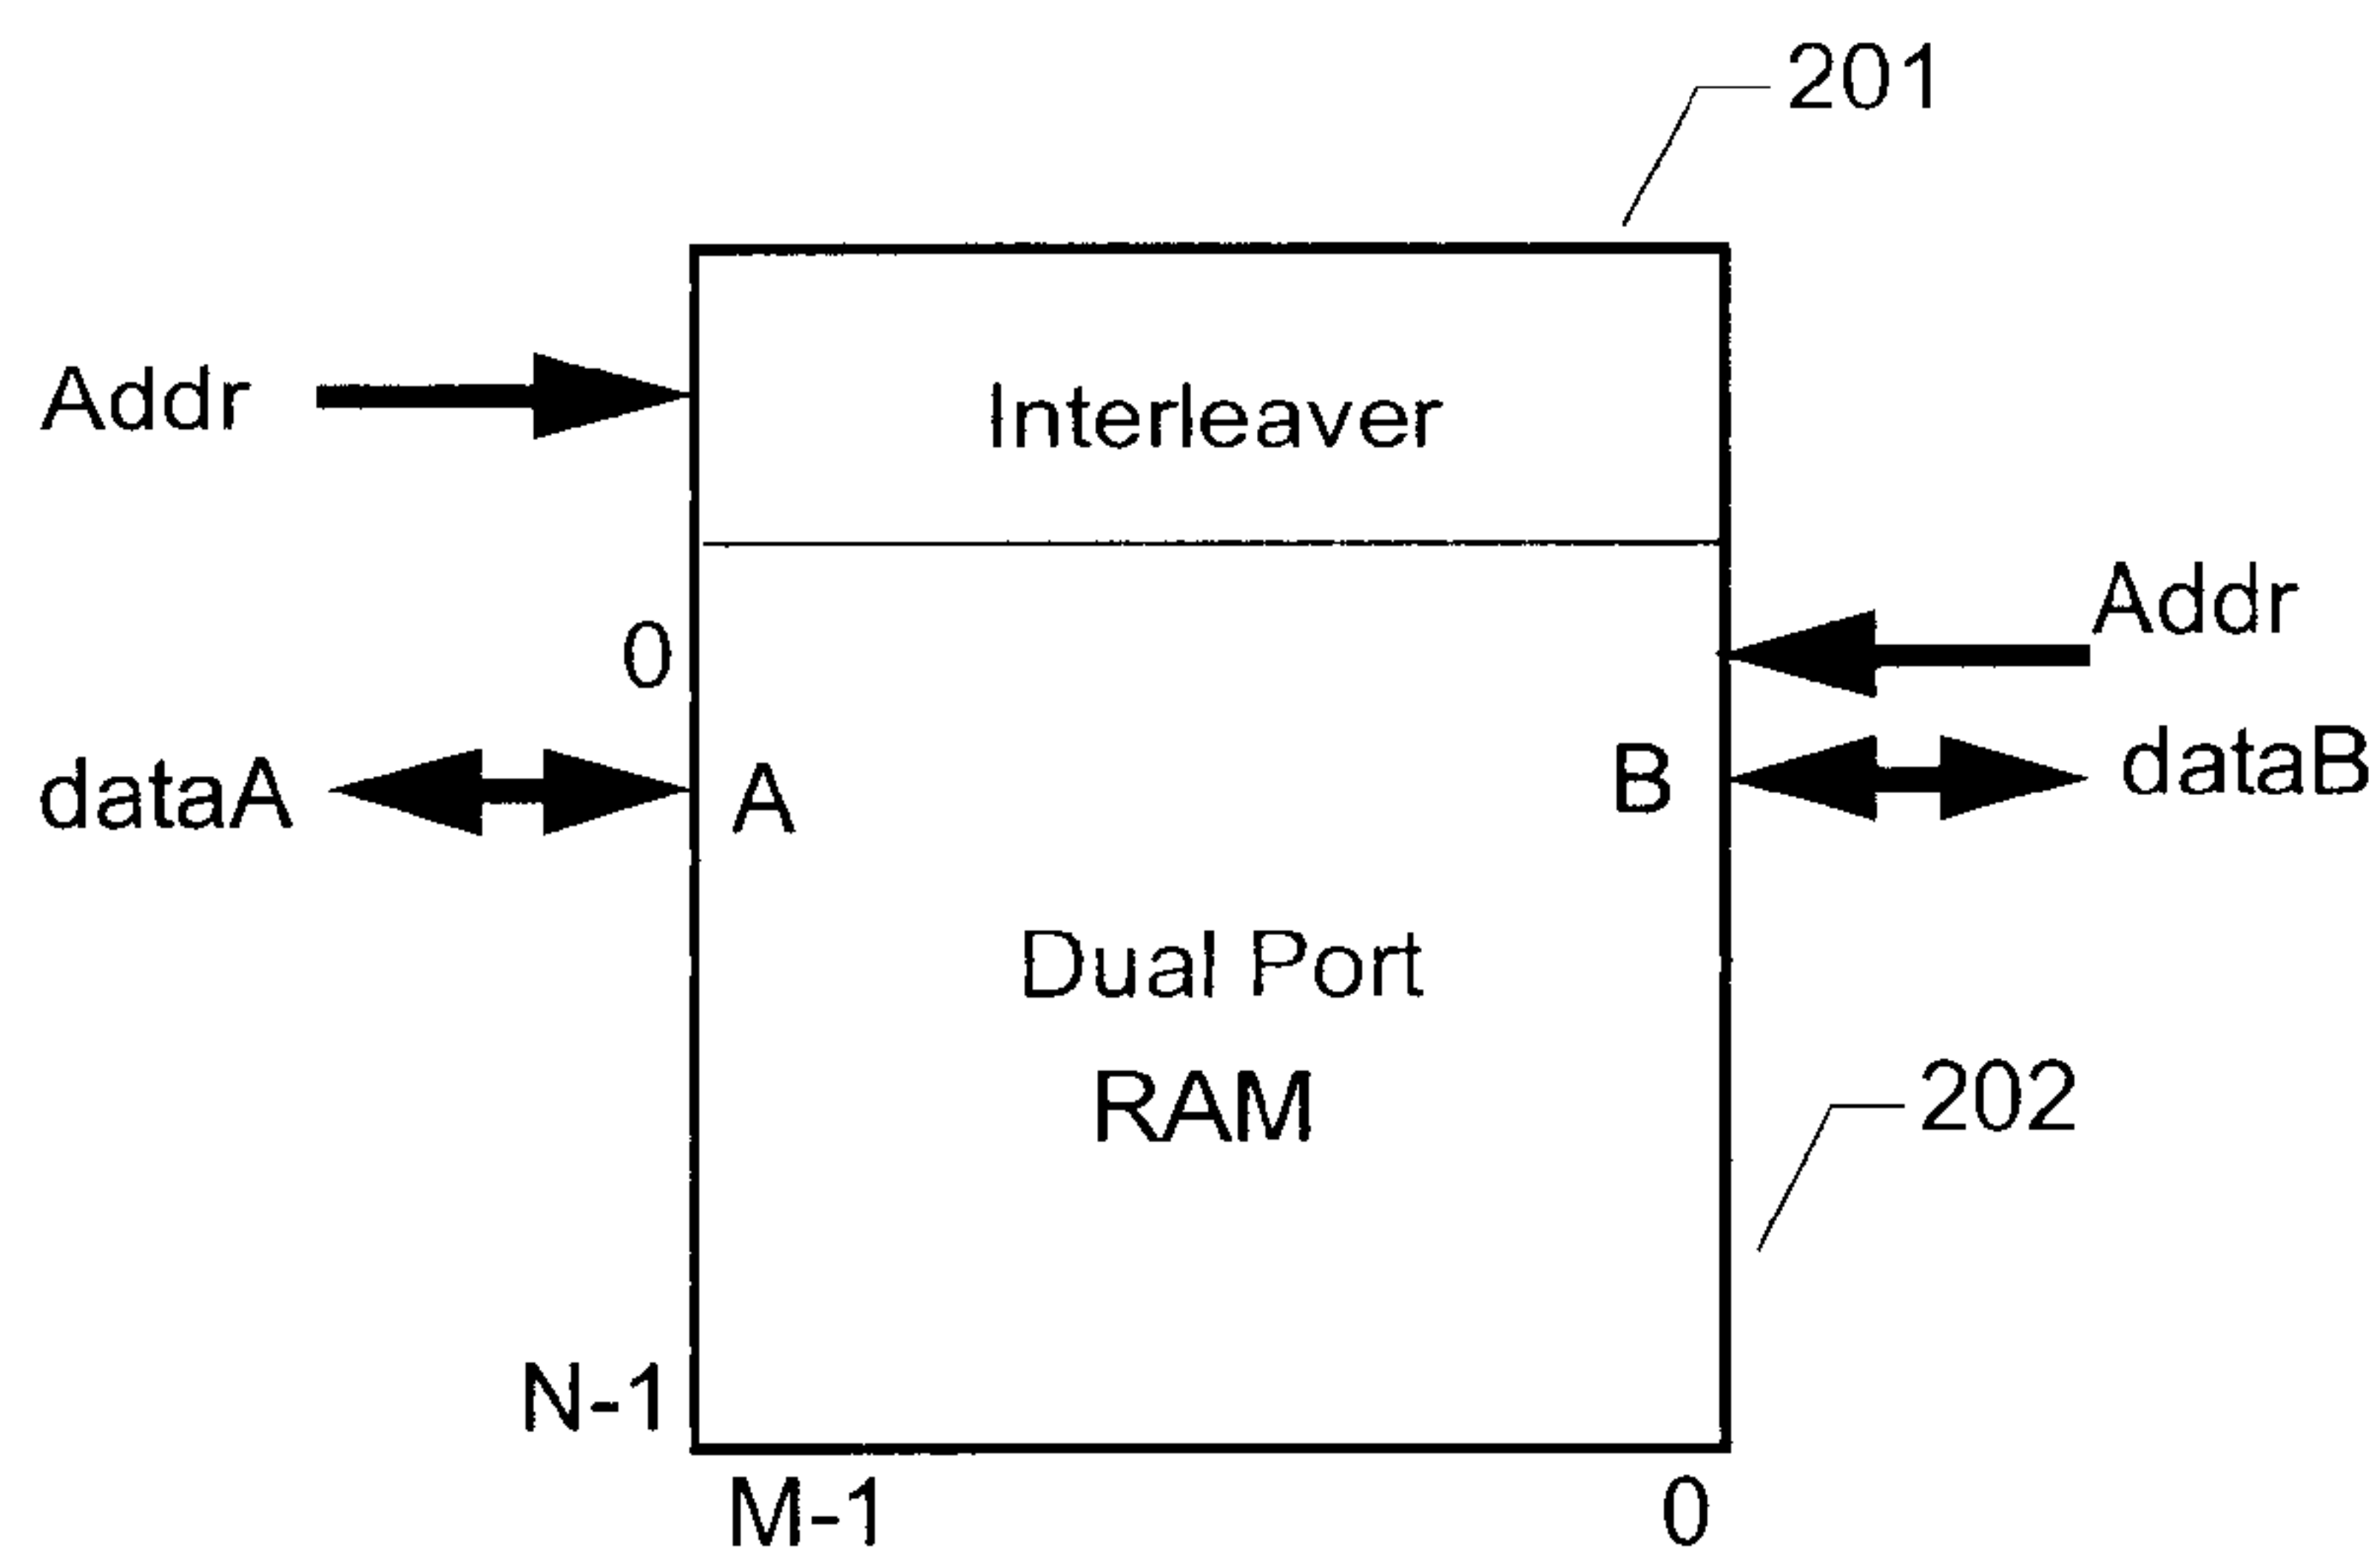 201
Addr
Interleaver
Addr
0
dataA
A
B
dataB
Dual Port
RAM
202
N-1
M-1
0